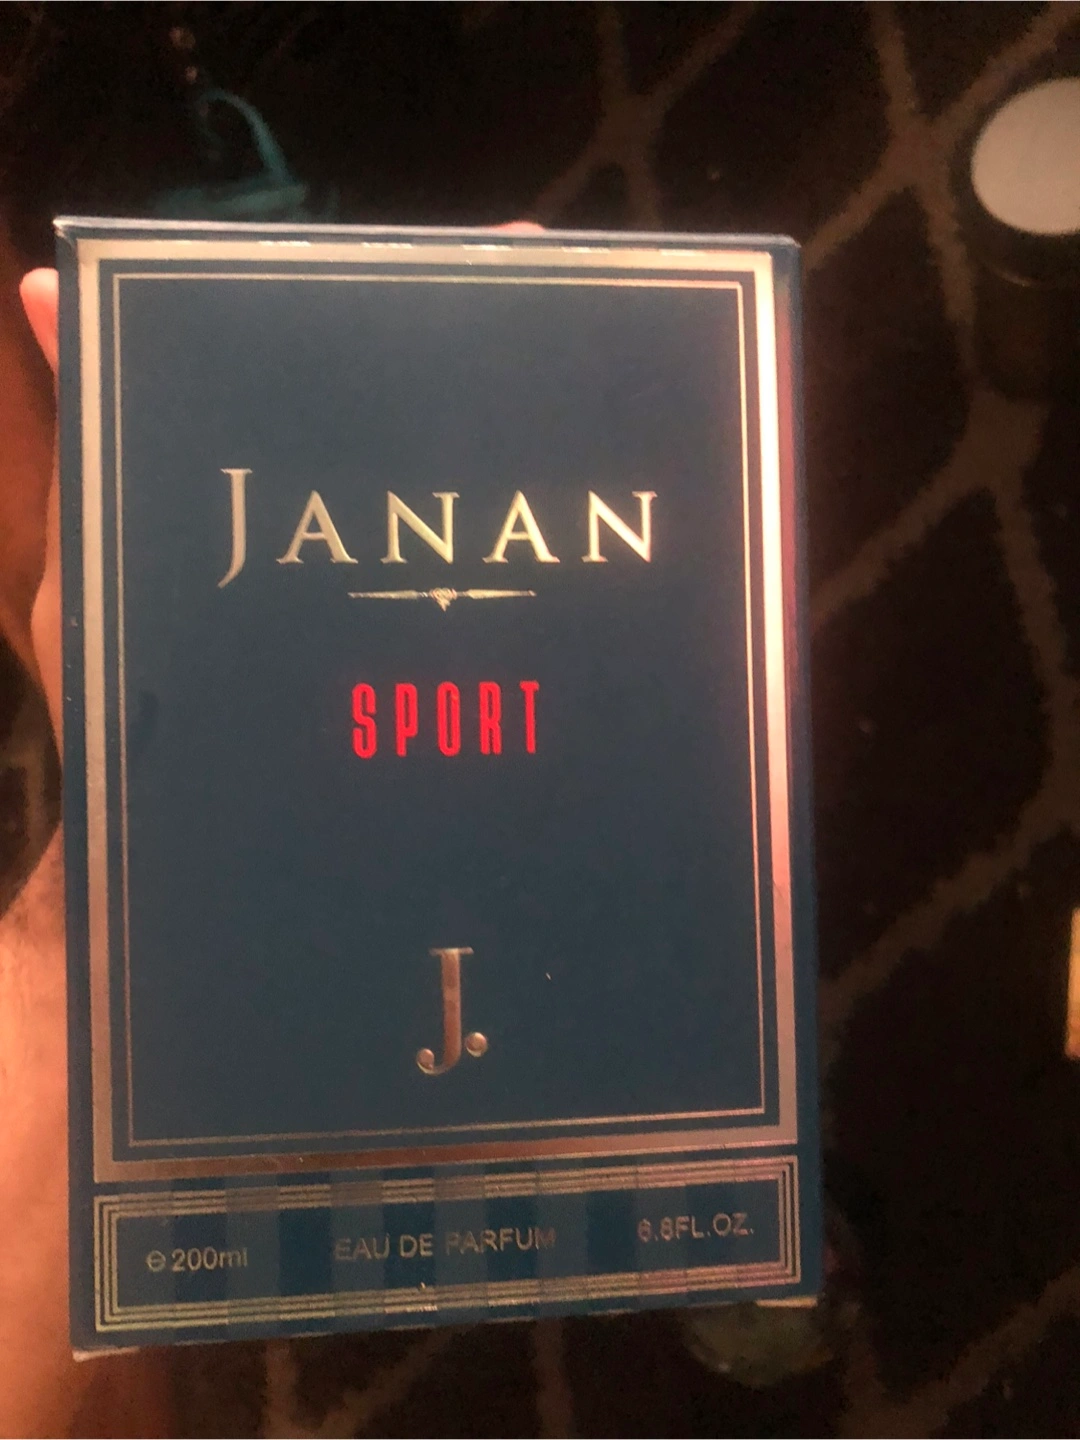 JANAN
SPORT
J.
℮ 200ml EAU DE PARFUM 6.8FL.OZ.